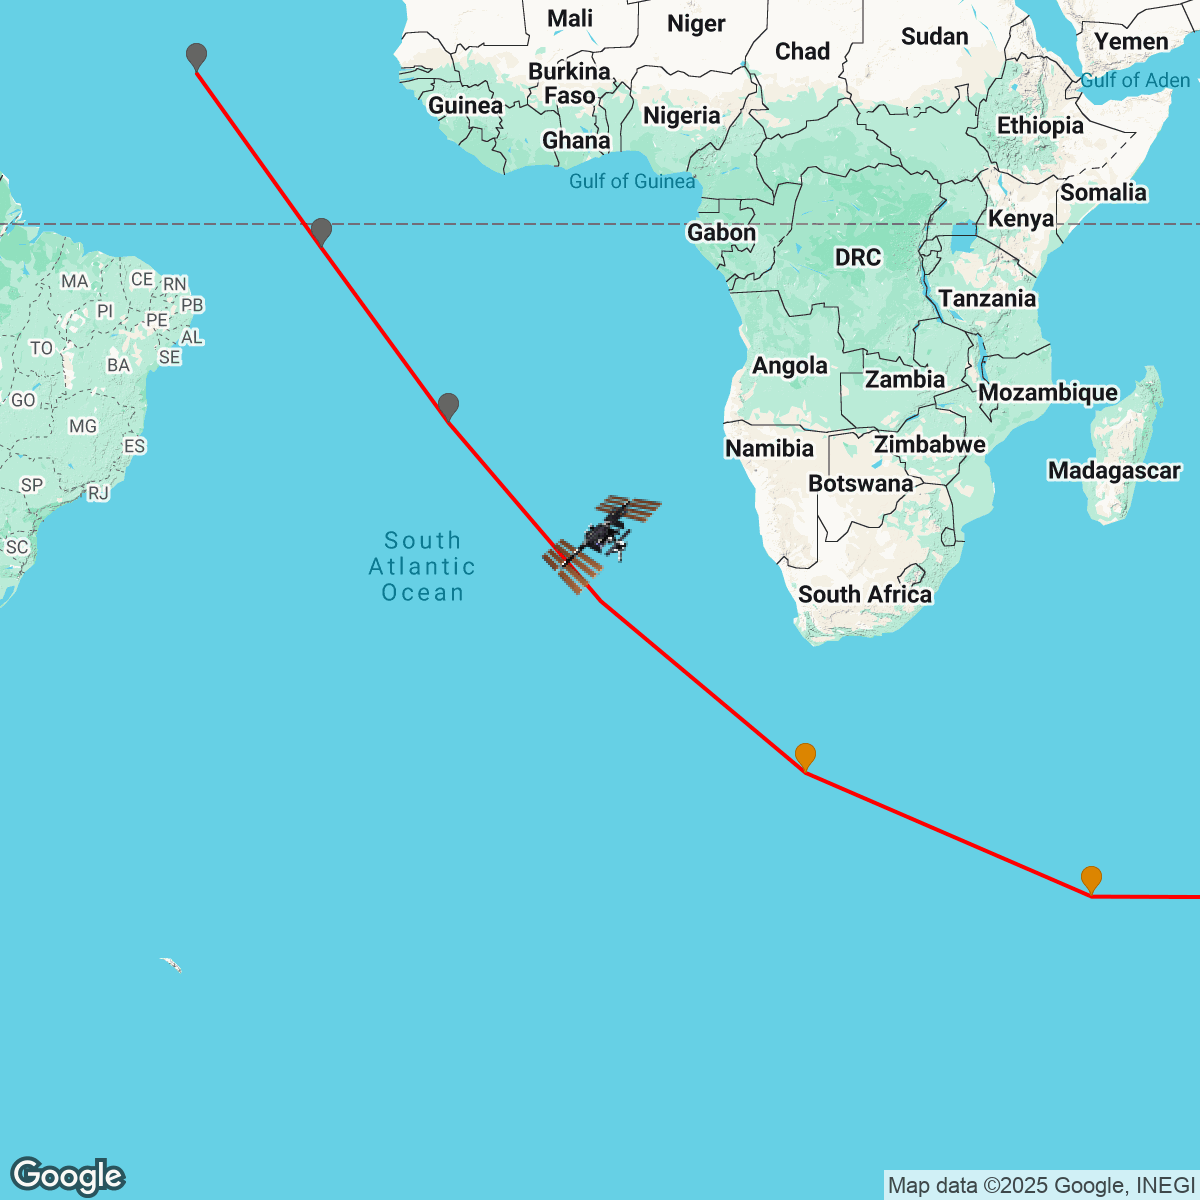 Mali
Niger
Chad
Sudan
Yemen
Gulf of Aden
Burkina
Faso
Guinea
Nigeria
Ethiopia
Ghana
Gulf of Guinea
Somalia
Kenya
Gabon
DRC
MA
CE
RN
PI
PB
PE
Tanzania
AL
TO
SE
BA
Angola
Zambia
Mozambique
GO
MG
ES
Namibia
Zimbabwe
Botswana
Madagascar
SP
RJ
SC
South
Atlantic
Ocean
South Africa
Google
Map data ©2025 Google, INEGI